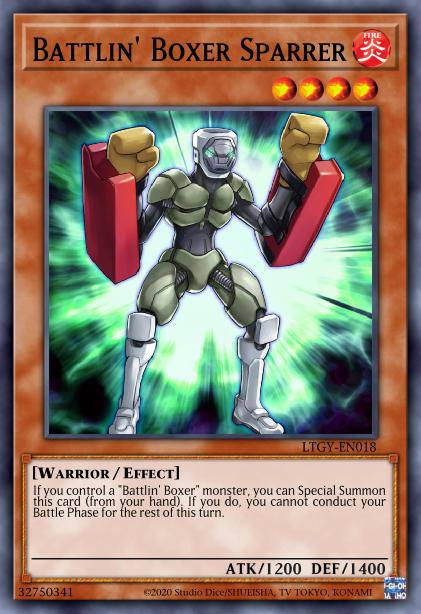 Battlin' Boxer Sparrer
FIRE
炎
LTGY-EN018
[Warrior / Effect]
If you control a "Battlin' Boxer" monster, you can Special Summon
this card (from your hand). If you do, you cannot conduct your
Battle Phase for the rest of this turn.
ATK/1200 DEF/1400
32750341
©2020 Studio Dice/SHUEISHA, TV TOKYO, KONAMI